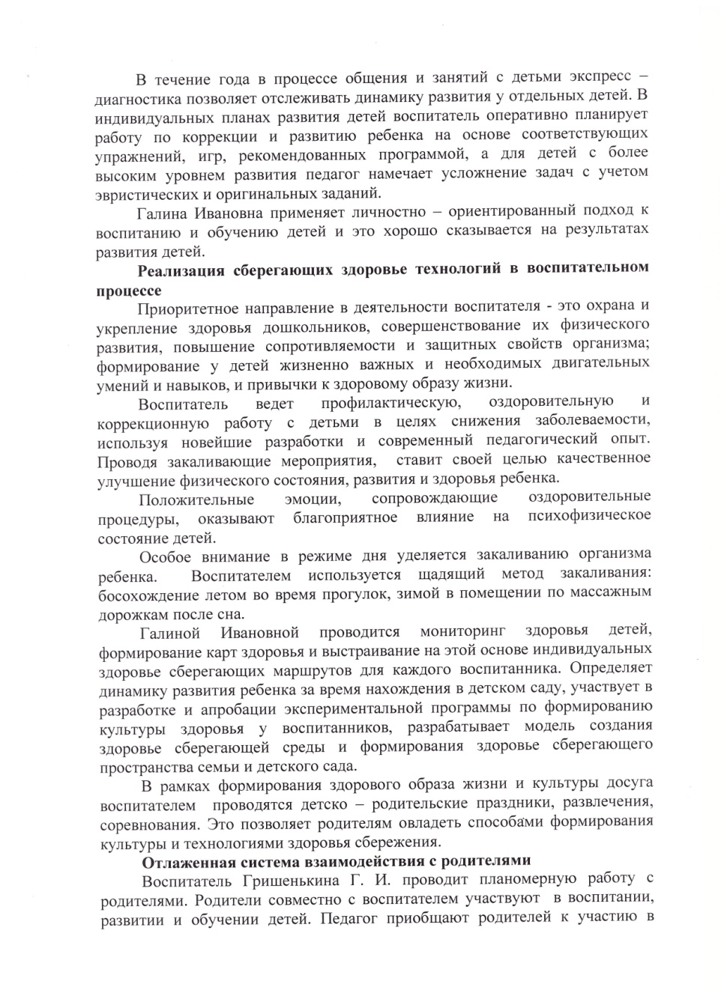 В течение года в процессе общения и занятий с детьми экспресс –
диагностика позволяет отслеживать динамику развития у отдельных детей. В
индивидуальных планах развития детей воспитатель оперативно планирует
работу по коррекции и развитию ребенка на основе соответствующих
упражнений, игр, рекомендованных программой, а для детей с более
высоким уровнем развития педагог намечает усложнение задач с учетом
эвристических и оригинальных заданий.
Галина Ивановна применяет личностно – ориентированный подход к
воспитанию и обучению детей и это хорошо сказывается на результатах
развития детей.
Реализация сберегающих здоровье технологий в воспитательном
процессе
Приоритетное направление в деятельности воспитателя - это охрана и
укрепление здоровья дошкольников, совершенствование их физического
развития, повышение сопротивляемости и защитных свойств организма;
формирование у детей жизненно важных и необходимых двигательных
умений и навыков, и привычки к здоровому образу жизни.
Воспитатель ведет профилактическую, оздоровительную и
коррекционную работу с детьми в целях снижения заболеваемости,
используя новейшие разработки и современный педагогический опыт.
Проводя закаливающие мероприятия, ставит своей целью качественное
улучшение физического состояния, развития и здоровья ребенка.
Положительные эмоции, сопровождающие оздоровительные
процедуры, оказывают благоприятное влияние на психофизическое
состояние детей.
Особое внимание в режиме дня уделяется закаливанию организма
ребенка. Воспитателем используется щадящий метод закаливания:
босохождение летом во время прогулок, зимой в помещении по массажным
дорожкам после сна.
Галиной Ивановной проводится мониторинг здоровья детей,
формирование карт здоровья и выстраивание на этой основе индивидуальных
здоровье сберегающих маршрутов для каждого воспитанника. Определяет
динамику развития ребенка за время нахождения в детском саду, участвует в
разработке и апробации экспериментальной программы по формированию
культуры здоровья у воспитанников, разрабатывает модель создания
здоровье сберегающей среды и формирования здоровье сберегающего
пространства семьи и детского сада.
В рамках формирования здорового образа жизни и культуры досуга
воспитателем проводятся детско – родительские праздники, развлечения,
соревнования. Это позволяет родителям овладеть способами формирования
культуры и технологиями здоровья сбережения.
Отлаженная система взаимодействия с родителями
Воспитатель Гришенькина Г. И. проводит планомерную работу с
родителями. Родители совместно с воспитателем участвуют в воспитании,
развитии и обучении детей. Педагог приобщают родителей к участию в